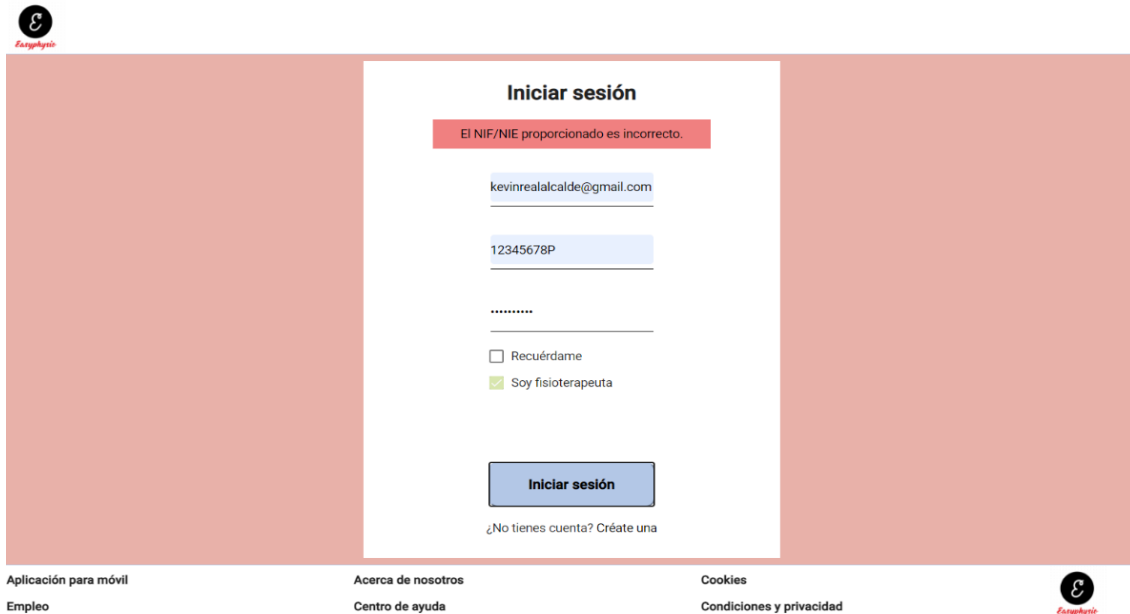 Ɛ
Easyphysio
Iniciar sesión
El NIF/NIE proporcionado es incorrecto.
kevinrealalcalde@gmail.com
12345678P
••••••••••
Recuérdame
Soy fisioterapeuta
Iniciar sesión
¿No tienes cuenta? Créate una
Aplicación para móvil Acerca de nosotros Cookies
Empleo Centro de ayuda Condiciones y privacidad
Ɛ
Easyphysio